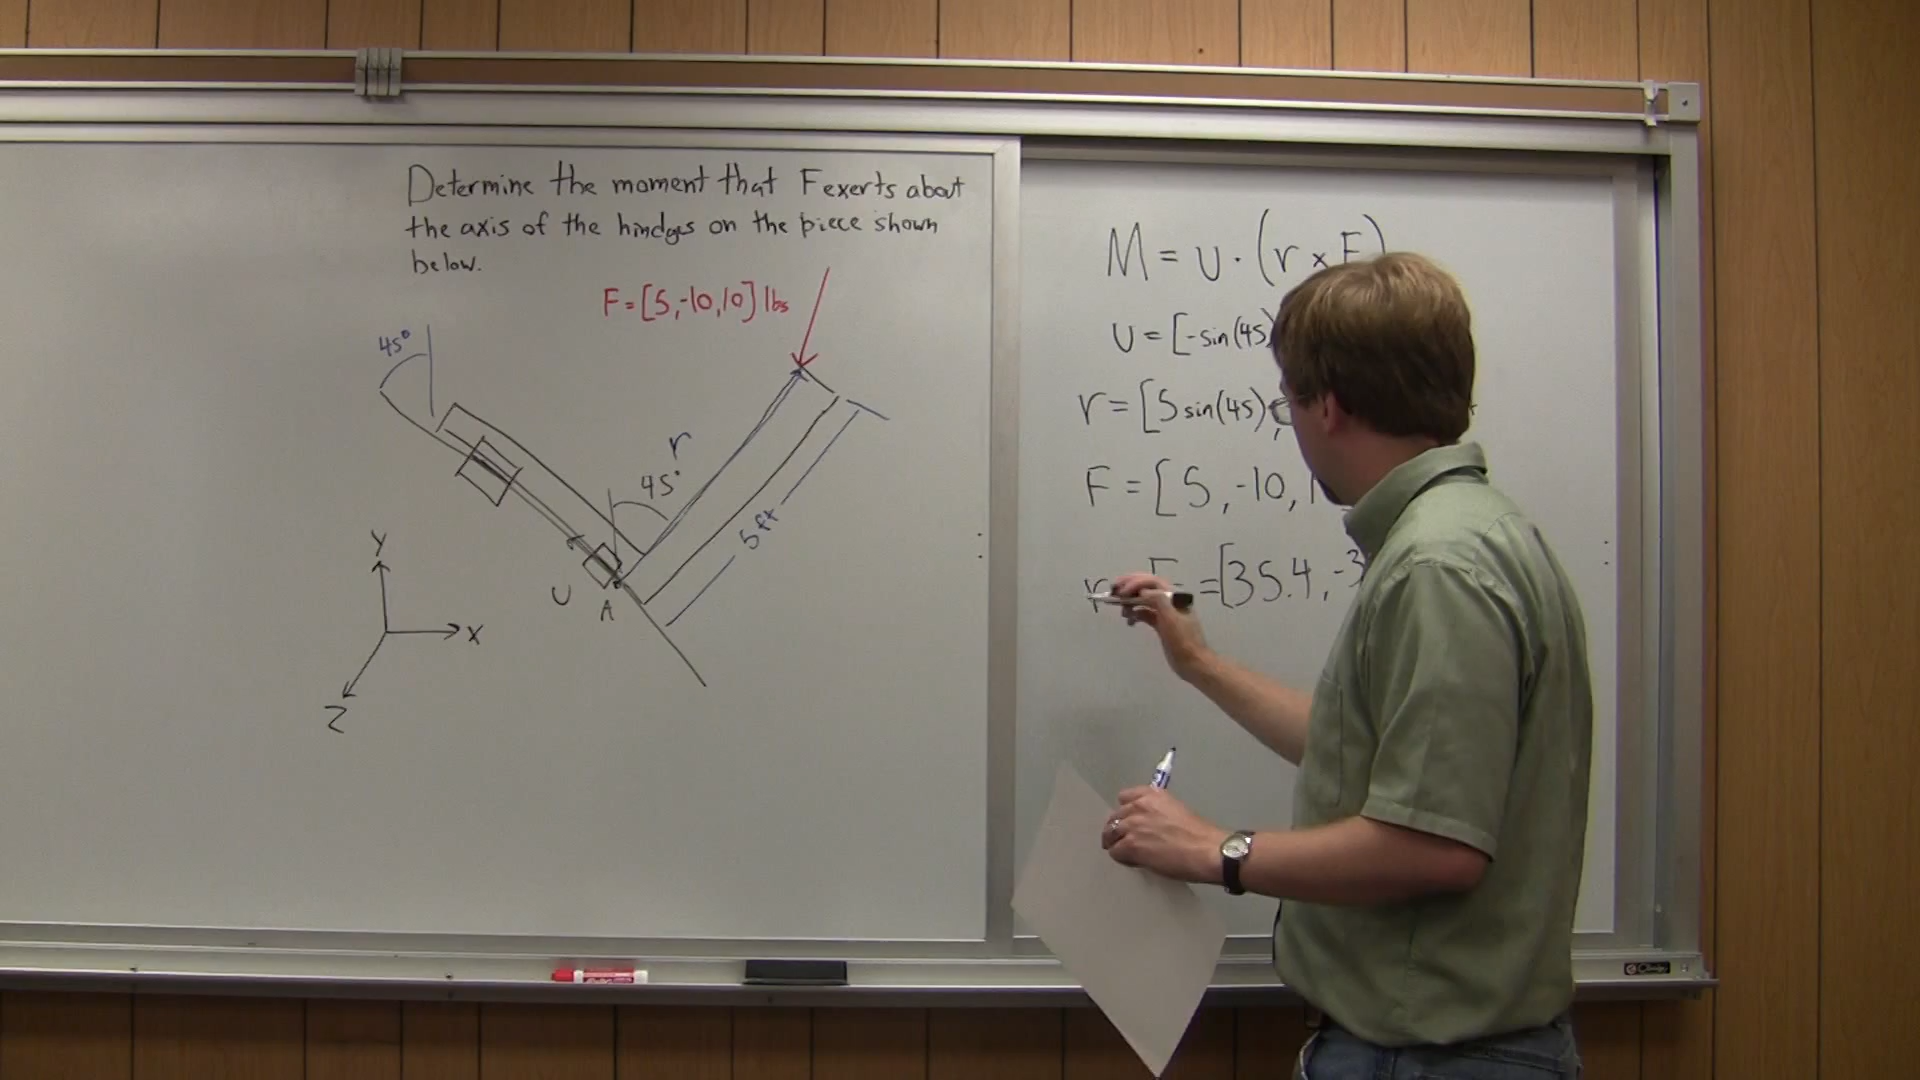 Determine the moment that F exerts about
the axis of the hindges on the piece shown
below.
F = [5, -10, 10] lbs
45°
r
45°
5 ft
U
A
Y
X
Z
M = u · (r × F)
U = [-sin(45)
r = [5 sin(45),
F = [5, -10, 1
r F = [35.4, -3